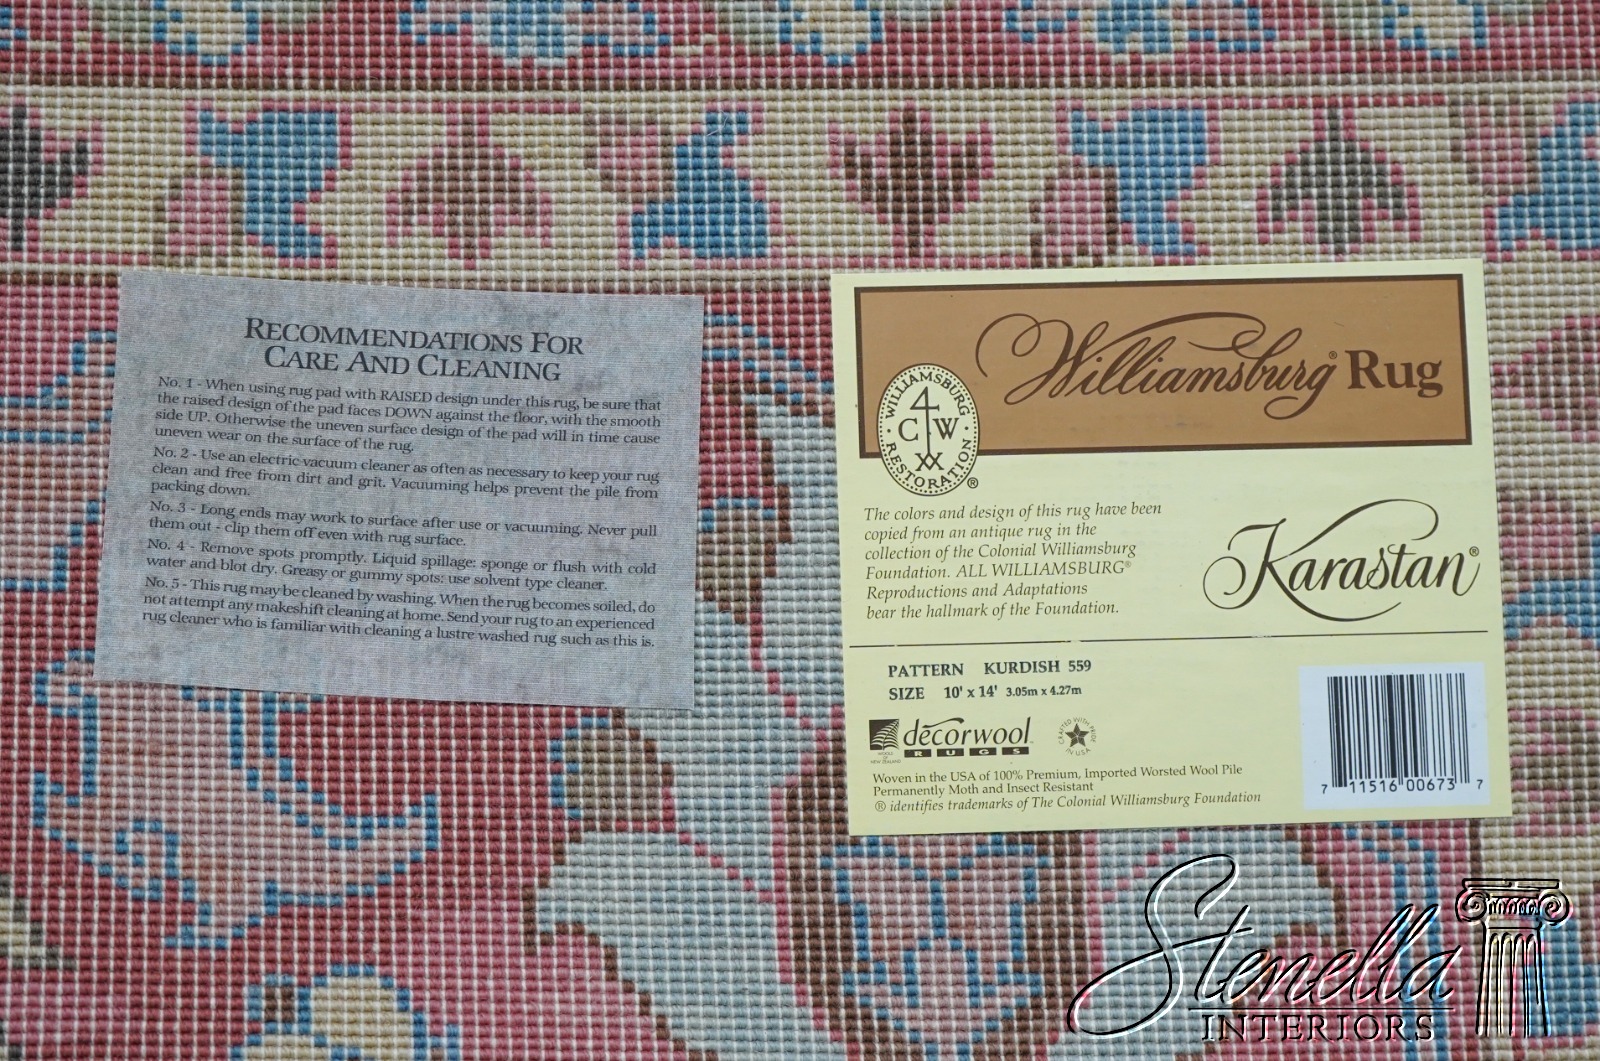 RECOMMENDATIONS FOR
CARE AND CLEANING
No. 1 - When using rug pad with RAISED design under this rug, be sure that
the raised design of the pad faces DOWN against the floor, with the smooth
side UP. Otherwise the uneven surface design of the pad will in time cause
uneven wear on the surface of the rug.
No. 2 - Use an electric vacuum cleaner as often as necessary to keep your rug
clean and free from dirt and grit. Vacuuming helps prevent the pile from
packing down.
No. 3 - Long ends may work to surface after use or vacuuming. Never pull
them out - clip them off even with rug surface.
No. 4 - Remove spots promptly. Liquid spillage: sponge or flush with cold
water and blot dry. Greasy or gummy spots: use solvent type cleaner.
No. 5 - This rug may be cleaned by washing. When the rug becomes soiled, do
not attempt any makeshift cleaning at home. Send your rug to an experienced
rug cleaner who is familiar with cleaning a lustre washed rug such as this is.
Williamsburg® Rug
WILLIAMSBURG
CW
RESTORATION®
The colors and design of this rug have been
copied from an antique rug in the
collection of the Colonial Williamsburg
Foundation. ALL WILLIAMSBURG®
Reproductions and Adaptations
bear the hallmark of the Foundation.
Karastan®
PATTERN KURDISH 559
SIZE 10' x 14' 3.05m x 4.27m
décorwool™
RUGS
WOOLS
OF
NEW ZEALAND
CRAFTED WITH PRIDE
IN USA
Woven in the USA of 100% Premium, Imported Worsted Wool Pile
Permanently Moth and Insect Resistant
® identifies trademarks of The Colonial Williamsburg Foundation
7 11516 00673 7
Stenella
INTERIORS